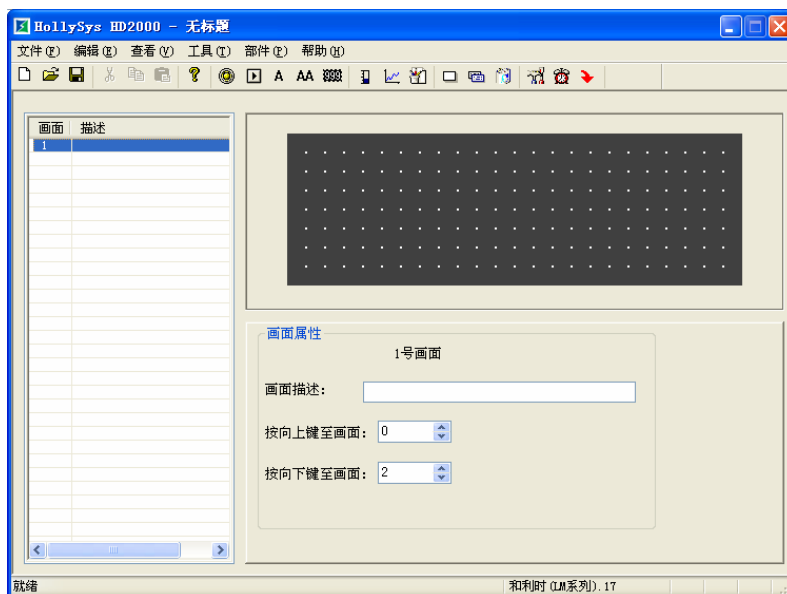 HollySys HD2000 - 无标题
文件(F) 编辑(E) 查看(V) 工具(T) 部件(P) 帮助(H)
A AA
画面 描述
1
画面属性
1号画面
画面描述:
按向上键至画面: 0
按向下键至画面: 2
就绪 和利时(LM系列).17